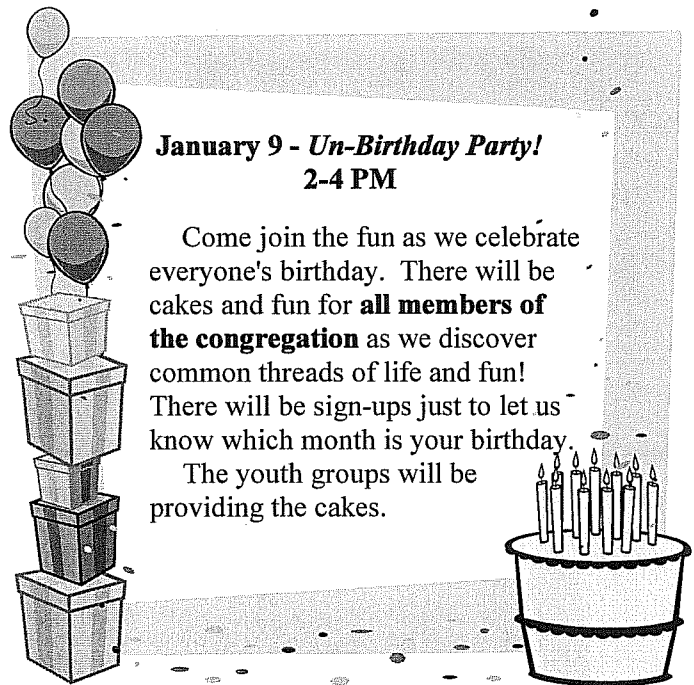 January 9 - Un-Birthday Party!
2-4 PM
Come join the fun as we celebrate
everyone's birthday. There will be
cakes and fun for all members of
the congregation as we discover
common threads of life and fun!
There will be sign-ups just to let us
know which month is your birthday.
The youth groups will be
providing the cakes.